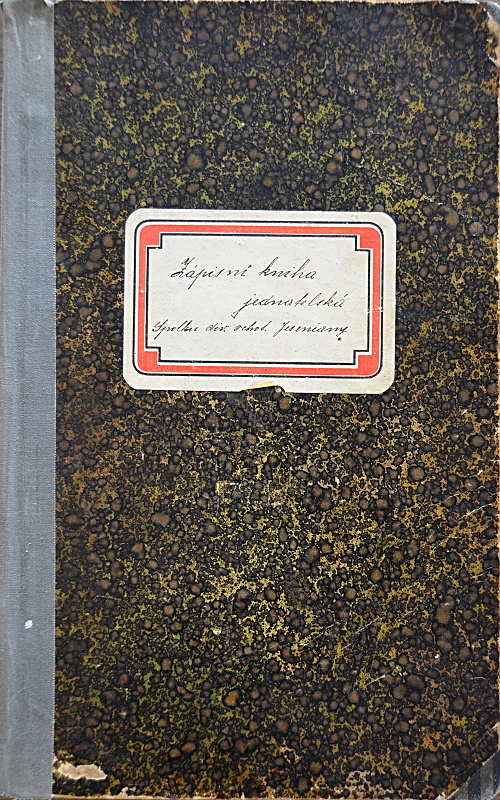 Zápisní kniha
jednatelská
Spolku div. ochot.